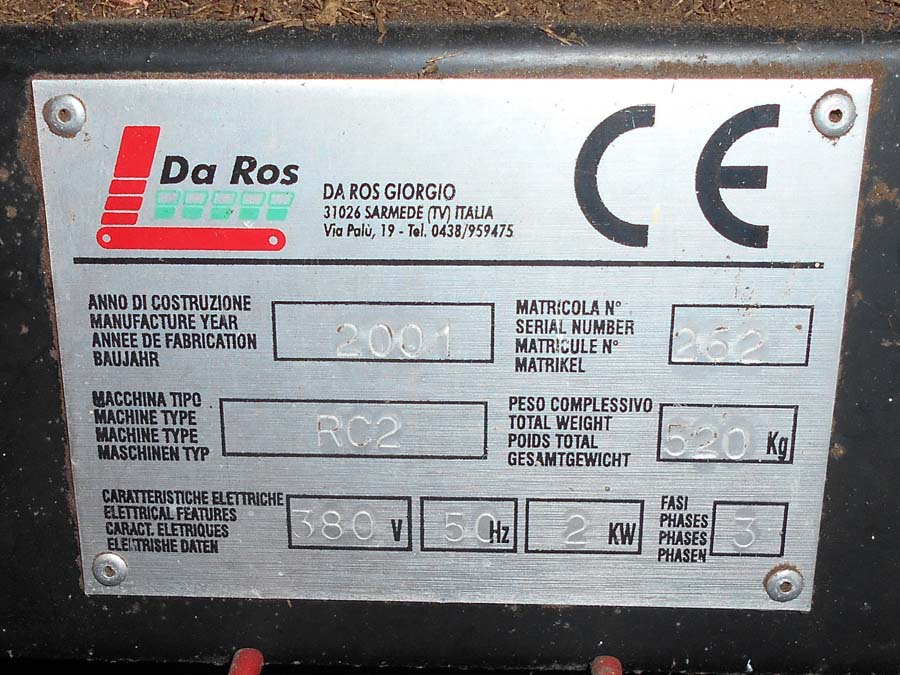 Da Ros
DA ROS GIORGIO
31026 SARMEDE (TV) ITALIA
Via Palù, 19 - Tel. 0438/959475
CE
ANNO DI COSTRUZIONE
MANUFACTURE YEAR
ANNEE DE FABRICATION
BAUJAHR
2001
MATRICOLA N°
SERIAL NUMBER
MATRICULE N°
MATRIKEL
262
MACCHINA TIPO
MACHINE TYPE
MACHINE TYPE
MASCHINEN TYP
RC2
PESO COMPLESSIVO
TOTAL WEIGHT
POIDS TOTAL
GESAMTGEWICHT
520 Kg
CARATTERISTICHE ELETTRICHE
ELETTRICAL FEATURES
CARACT. ELETRIQUES
ELEKTRISHE DATEN
380 V
50 Hz
2 KW
FASI
PHASES
PHASES
PHASEN
3